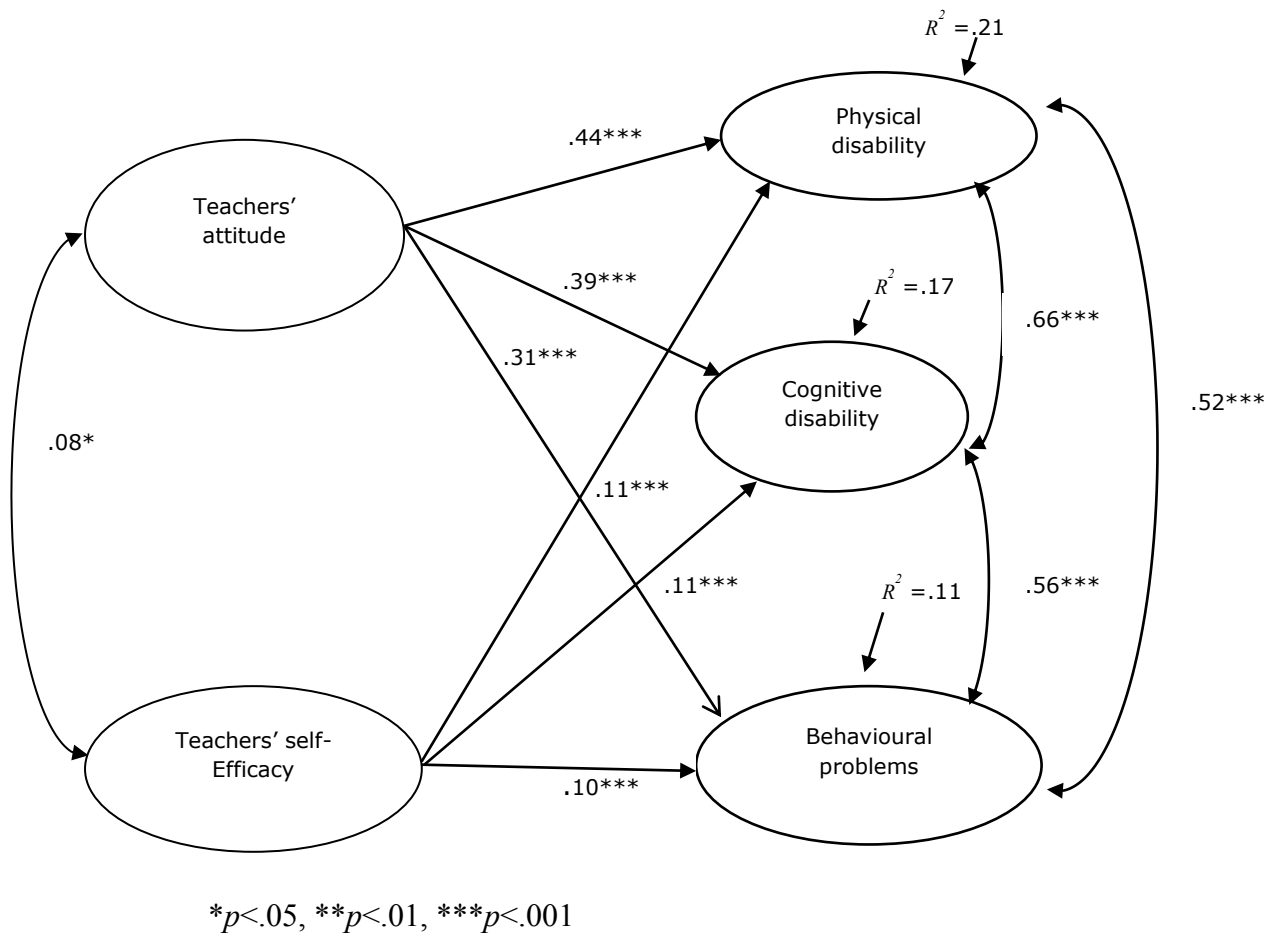 R² =.21
Physical
disability
.44***
Teachers’
attitude
.39***
R² =.17
.66***
.31***
Cognitive
disability
.52***
.08*
.11***
.11***
R² =.11
.56***
Teachers’ self-
Efficacy
Behavioural
problems
.10***
*p<.05, **p<.01, ***p<.001